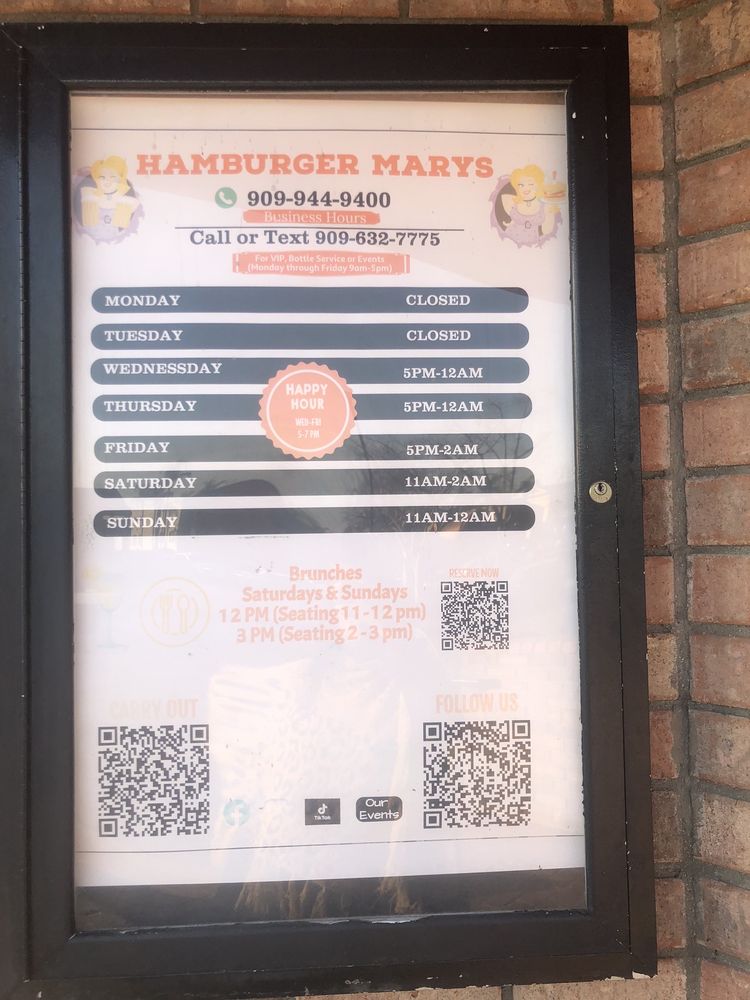 HAMBURGER MARYS
909-944-9400
Business Hours
Call or Text 909-632-7775
For VIP, Bottle Service or Events
(Monday through Friday 9am-5pm)
MONDAY CLOSED
TUESDAY CLOSED
WEDNESSDAY 5PM-12AM
THURSDAY 5PM-12AM
HAPPY
HOUR
WED-FRI
5-7 PM
FRIDAY 5PM-2AM
SATURDAY 11AM-2AM
SUNDAY 11AM-12AM
Brunches
Saturdays & Sundays
12 PM (Seating 11-12 pm)
3 PM (Seating 2-3 pm)
RESERVE NOW
CARRY OUT
FOLLOW US
TikTok
Our
Events